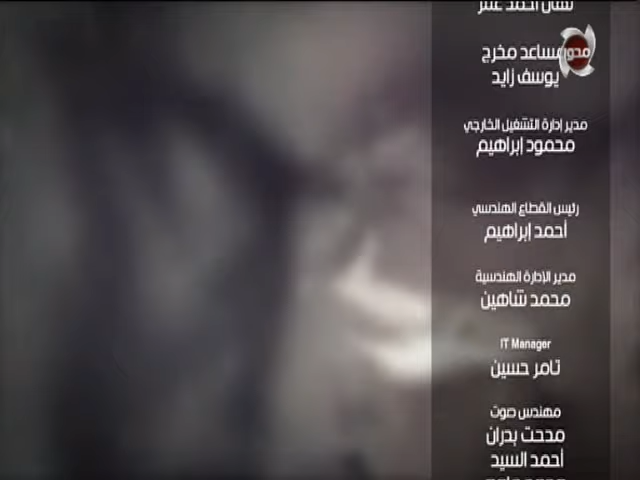 مساعد مخرج
يوسف زايد
محور
مدير إدارة التشغيل الخارجي
محمود إبراهيم
رئيس القطاع الهندسي
أحمد إبراهيم
مدير الإدارة الهندسية
محمد شاهين
IT Manager
تامر حسين
مهندس صوت
مدحت بدران
أحمد السيد